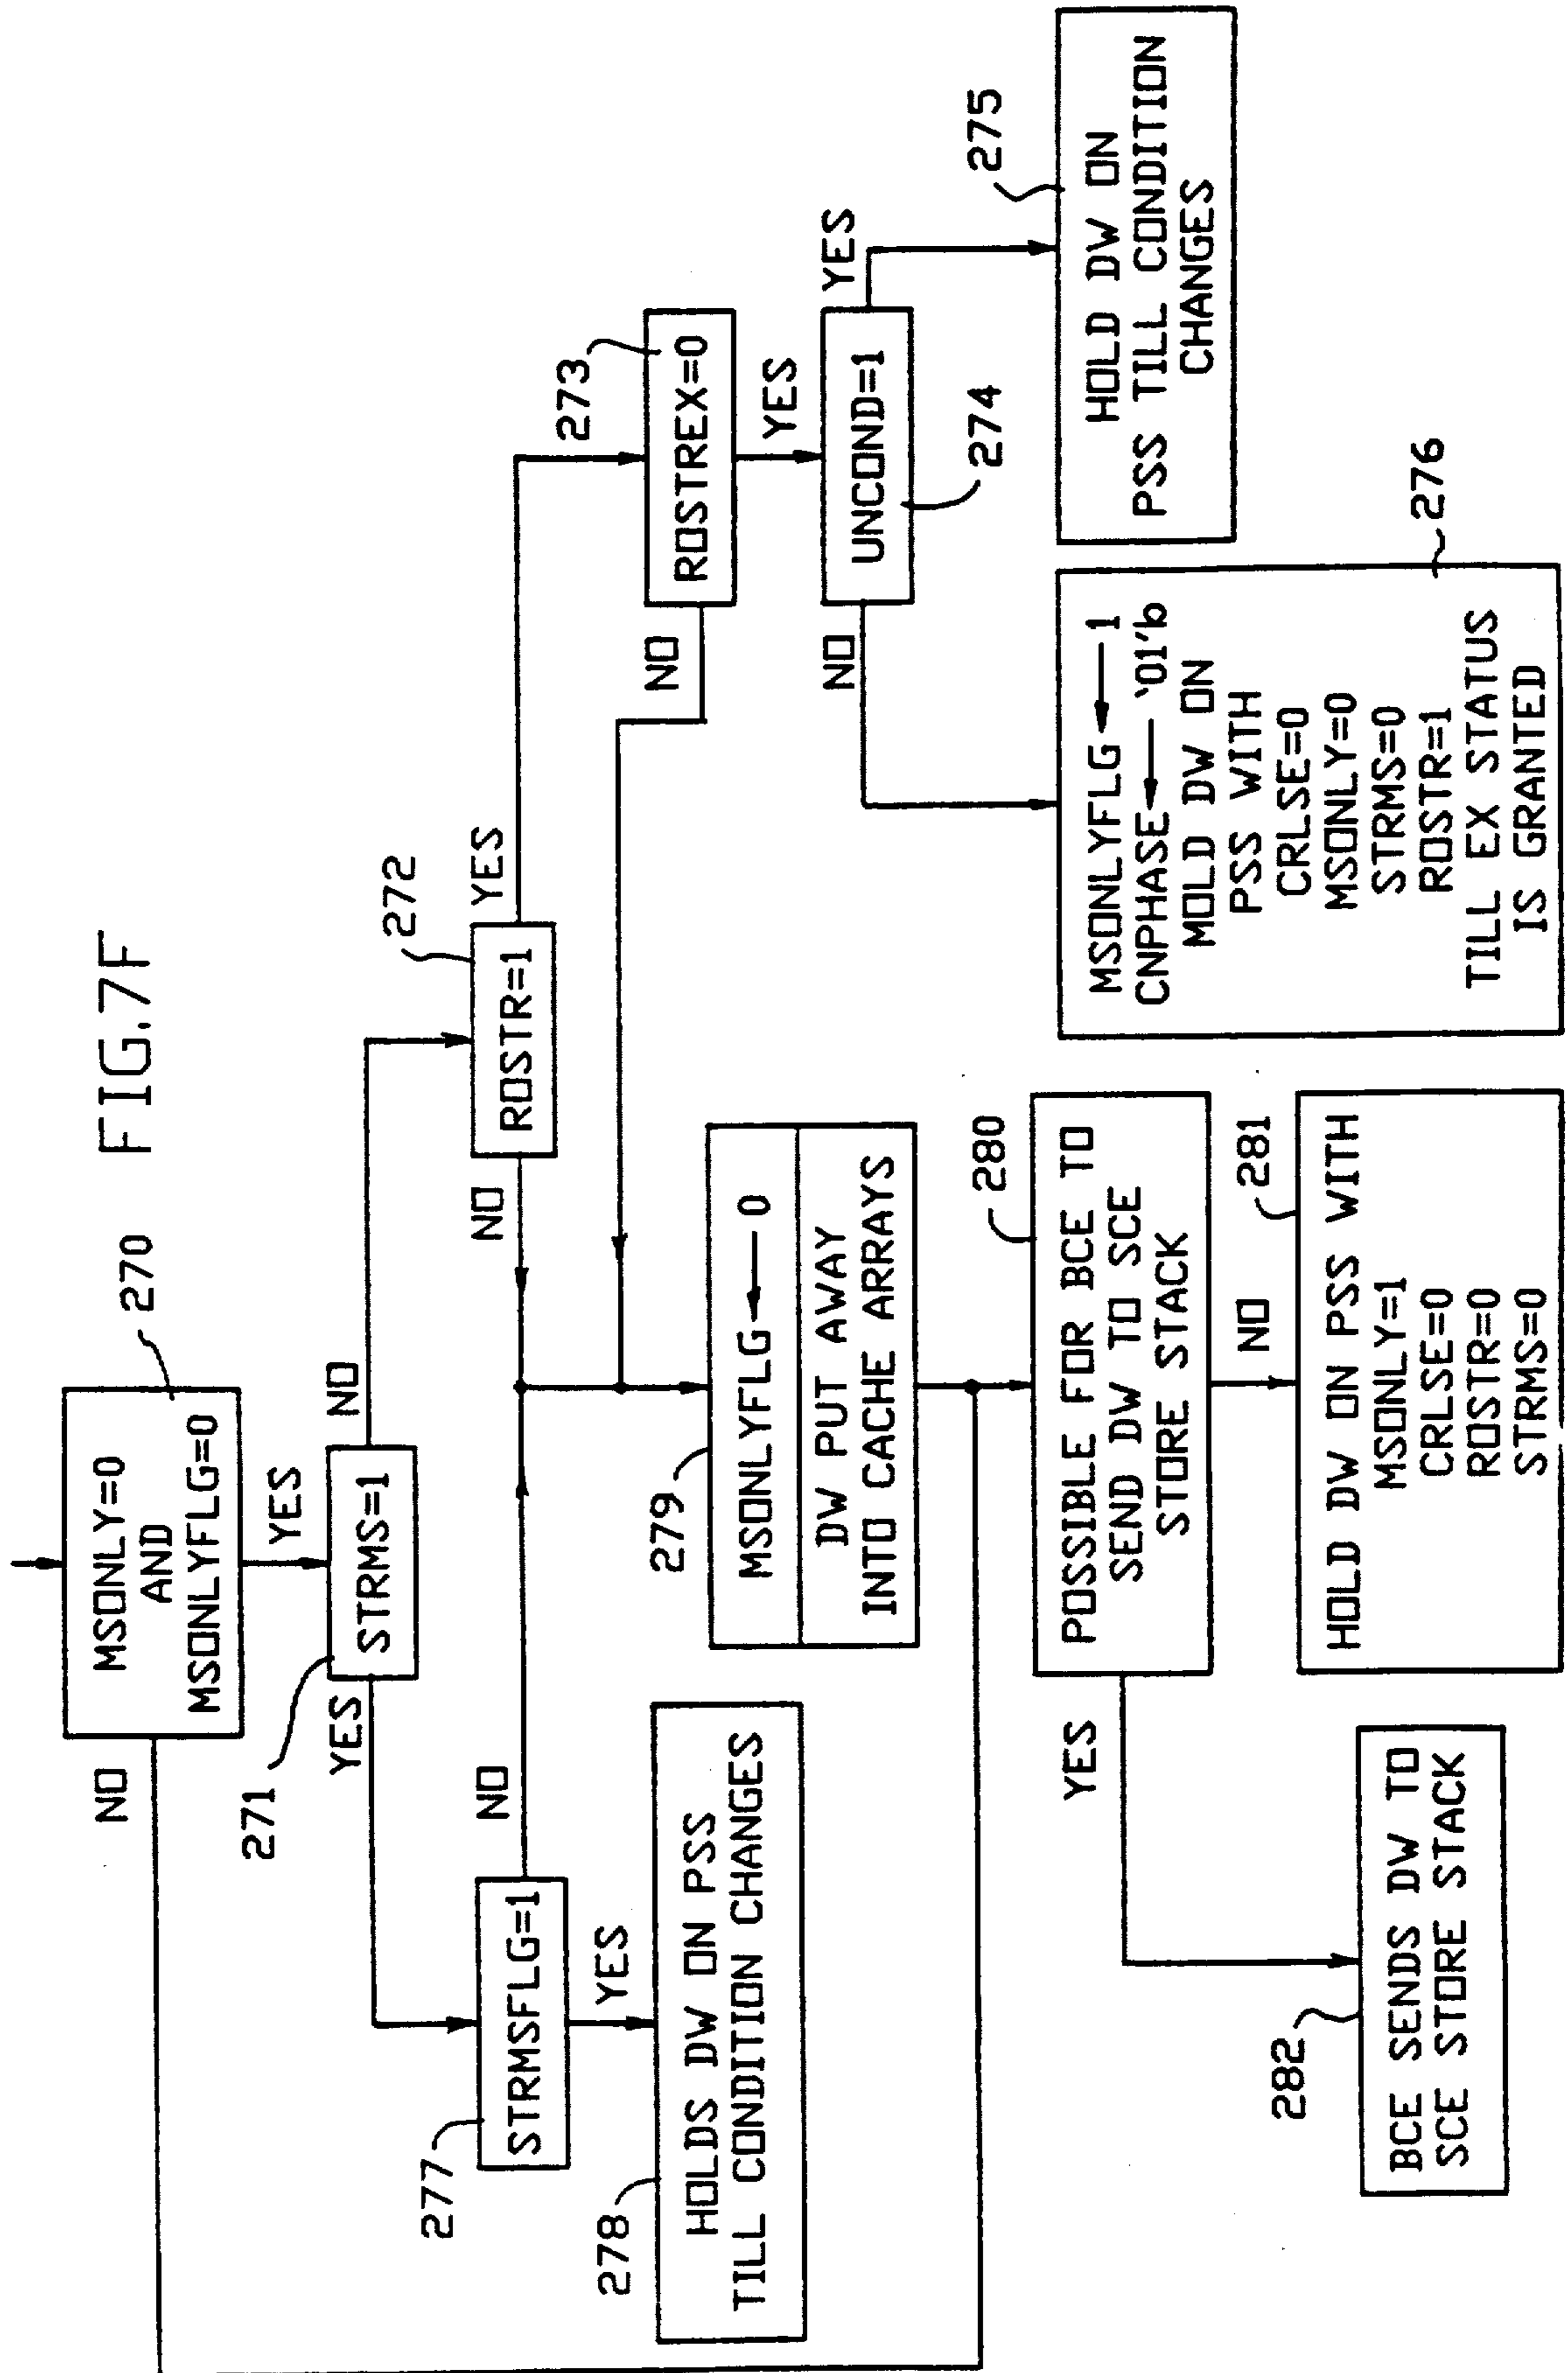 FIG.7F
270
MSONLY=0
AND
MSONLYFLG=0
NO
YES
271
STRMS=1
YES
NO
272
ROSTR=1
NO
YES
273
ROSTREX=0
NO
YES
UNCOND=1
274
NO
YES
275
HOLD DW ON
PSS TILL CONDITION
CHANGES
276
MSONLYFLG←1
CNPHASE←'01'b
MOLD DW ON
PSS WITH
CRLSE=0
MSONLY=0
STRMS=0
ROSTR=1
TILL EX STATUS
IS GRANTED
277
STRMSFLG=1
NO
YES
278
HOLDS DW ON PSS
TILL CONDITION CHANGES
279
MSONLYFLG←0
DW PUT AWAY
INTO CACHE ARRAYS
280
POSSIBLE FOR BCE TO
SEND DW TO SCE
STORE STACK
YES
NO
281
HOLD DW ON PSS WITH
MSONLY=1
CRLSE=0
ROSTR=0
STRMS=0
282
BCE SENDS DW TO
SCE STORE STACK